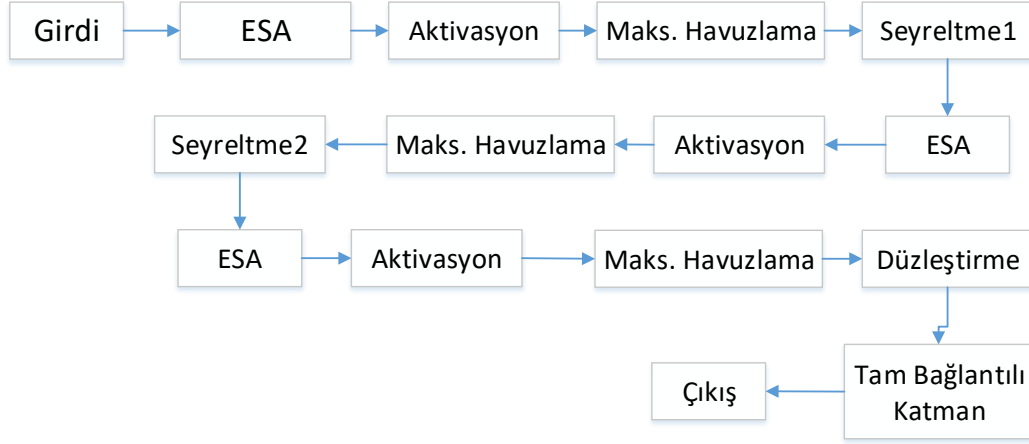 Girdi
ESA
Aktivasyon
Maks. Havuzlama
Seyreltme1
ESA
Aktivasyon
Maks. Havuzlama
Seyreltme2
ESA
Aktivasyon
Maks. Havuzlama
Düzleştirme
Tam Bağlantılı
Katman
Çıkış